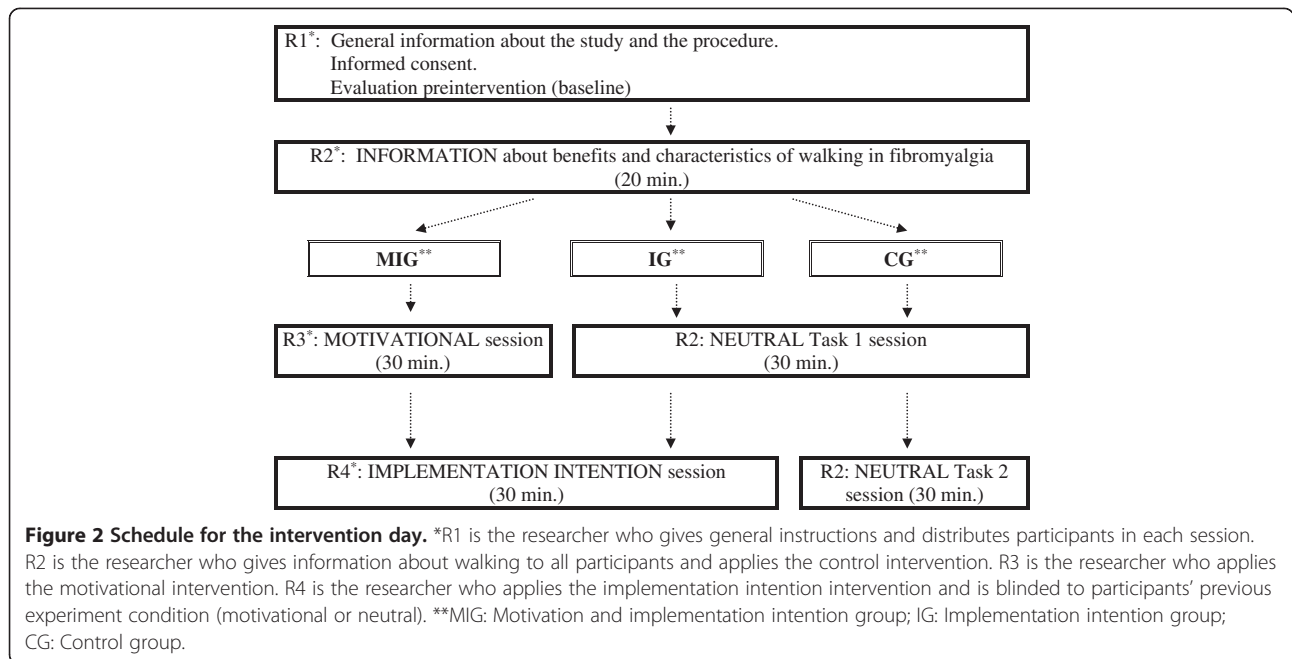 R1*: General information about the study and the procedure.
Informed consent.
Evaluation preintervention (baseline)
R2*: INFORMATION about benefits and characteristics of walking in fibromyalgia
(20 min.)
MIG** IG** CG**
R3*: MOTIVATIONAL session
(30 min.)
R2: NEUTRAL Task 1 session
(30 min.)
R4*: IMPLEMENTATION INTENTION session
(30 min.)
R2: NEUTRAL Task 2
session (30 min.)
Figure 2 Schedule for the intervention day. *R1 is the researcher who gives general instructions and distributes participants in each session.
R2 is the researcher who gives information about walking to all participants and applies the control intervention. R3 is the researcher who applies
the motivational intervention. R4 is the researcher who applies the implementation intention intervention and is blinded to participants’ previous
experiment condition (motivational or neutral). **MIG: Motivation and implementation intention group; IG: Implementation intention group;
CG: Control group.